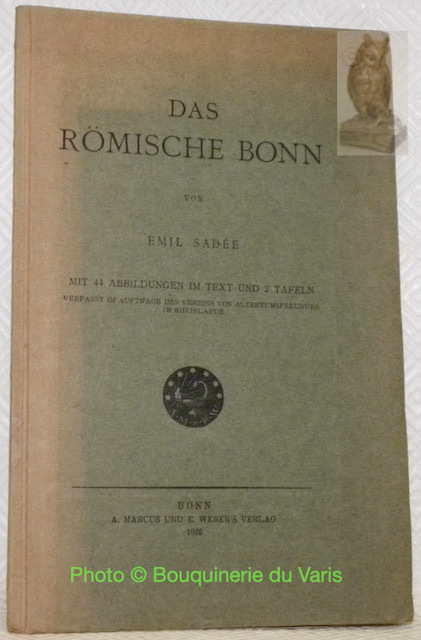 DAS
RÖMISCHE BONN
VON
EMIL SADÉE
MIT 44 ABBILDUNGEN IM TEXT UND 2 TAFELN
VERFASST IM AUFTRAGE DES VEREINS VON ALTERTUMSFREUNDEN
IM RHEINLANDE
BONN
A. MARCUS UND E. WEBER'S VERLAG
1925
Photo © Bouquinerie du Varis